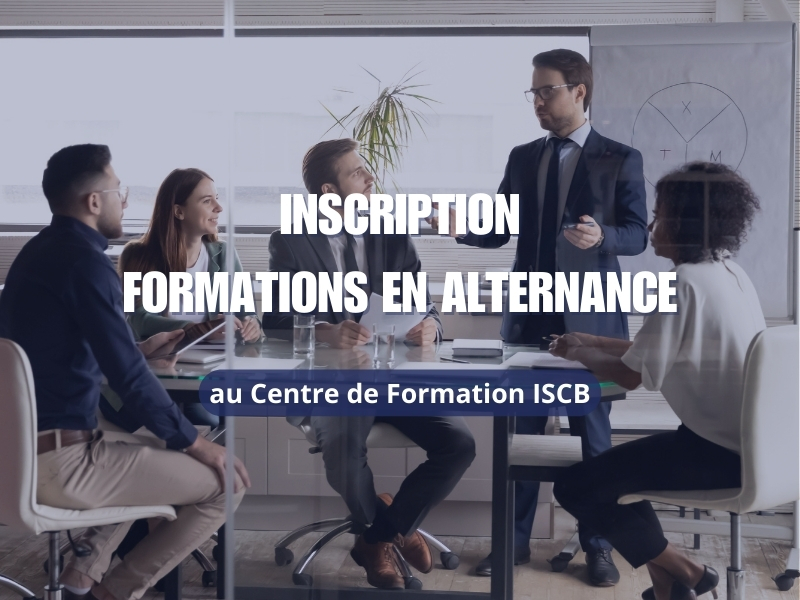 INSCRIPTION
FORMATIONS EN ALTERNANCE
au Centre de Formation ISCB
X
T
M